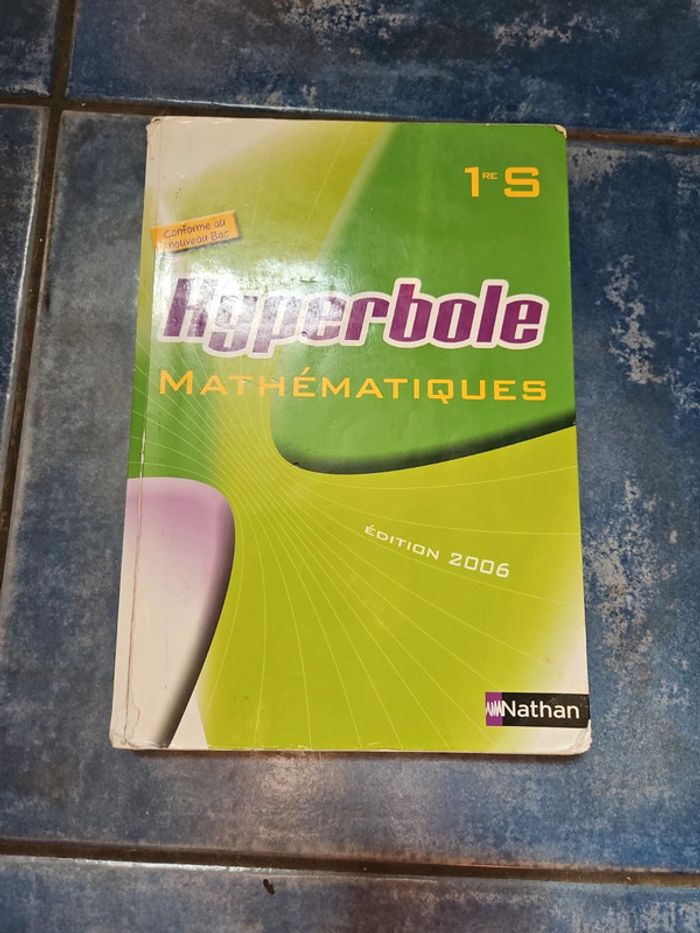 1RE S
Conforme au
nouveau Bac
Hyperbole
MATHÉMATIQUES
ÉDITION 2006
Nathan